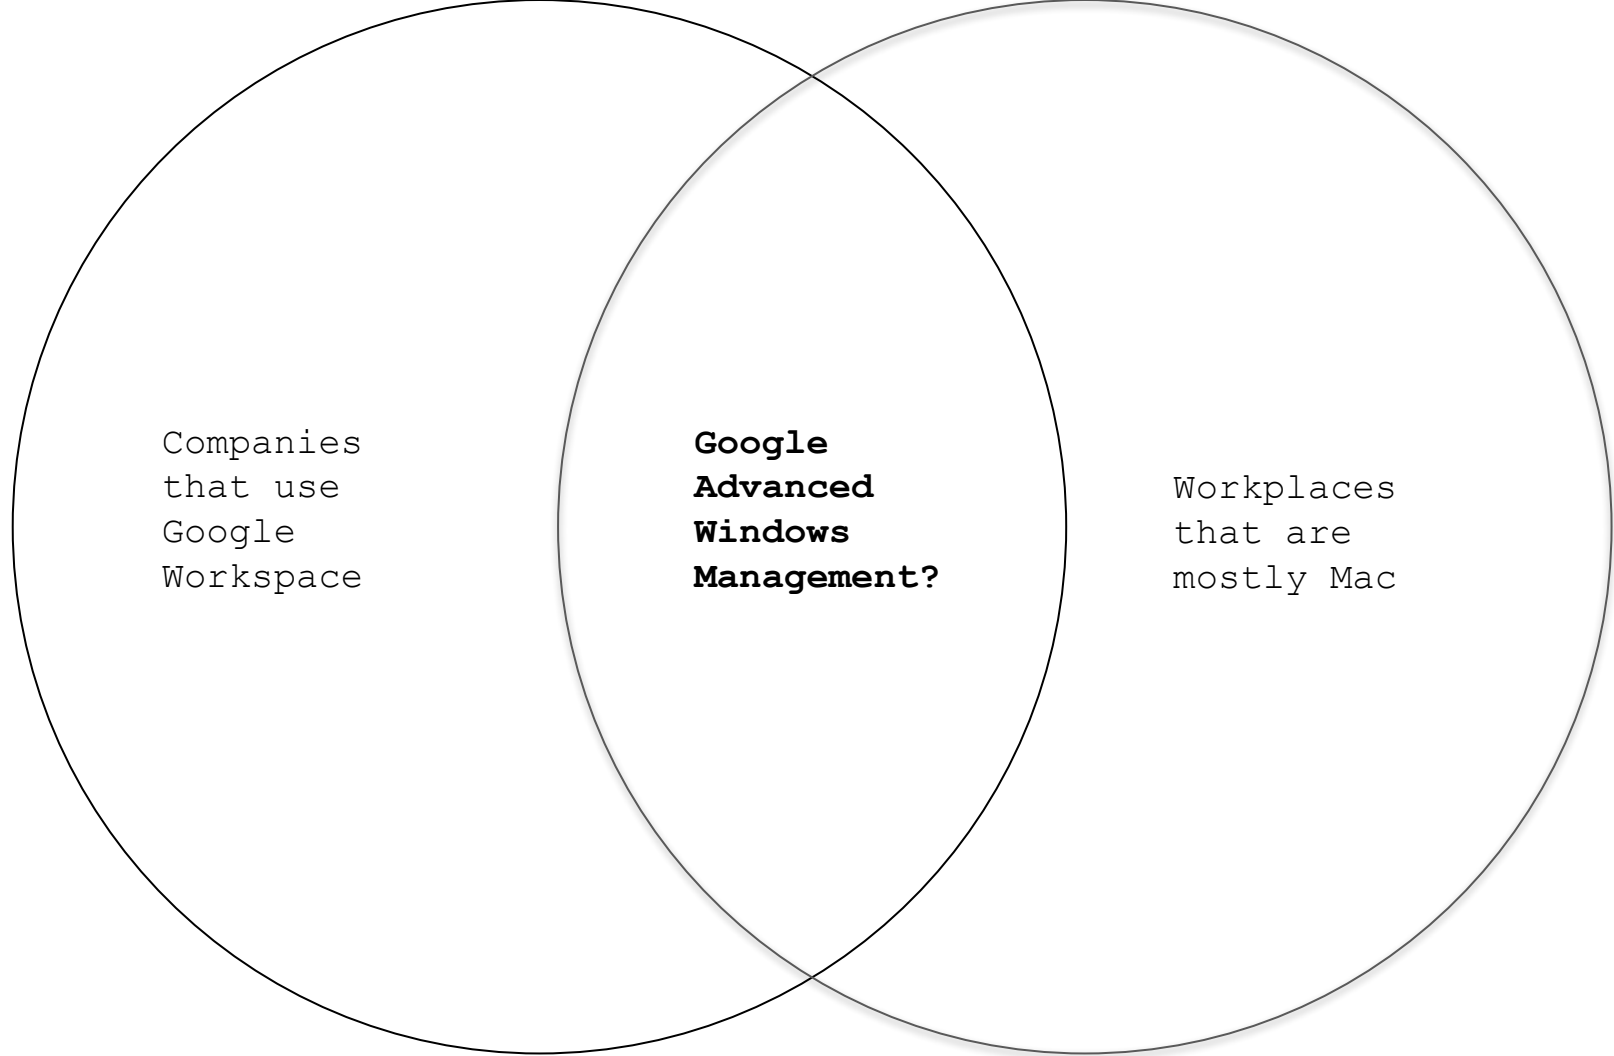 Companies
that use
Google
Workspace
Google
Advanced
Windows
Management?
Workplaces
that are
mostly Mac